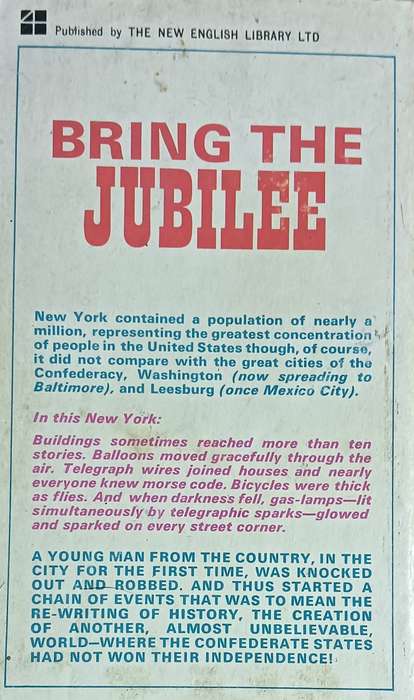 Published by THE NEW ENGLISH LIBRARY LTD
BRING THE
JUBILEE
New York contained a population of nearly a
million, representing the greatest concentration
of people in the United States though, of course,
it did not compare with the great cities of the
Confederacy, Washington (now spreading to
Baltimore), and Leesburg (once Mexico City).
In this New York:
Buildings sometimes reached more than ten
stories. Balloons moved gracefully through the
air. Telegraph wires joined houses and nearly
everyone knew morse code. Bicycles were thick
as flies. And when darkness fell, gas-lamps—lit
simultaneously by telegraphic sparks—glowed
and sparked on every street corner.
A YOUNG MAN FROM THE COUNTRY, IN THE
CITY FOR THE FIRST TIME, WAS KNOCKED
OUT AND ROBBED. AND THUS STARTED A
CHAIN OF EVENTS THAT WAS TO MEAN THE
RE-WRITING OF HISTORY, THE CREATION
OF ANOTHER, ALMOST UNBELIEVABLE,
WORLD—WHERE THE CONFEDERATE STATES
HAD NOT WON THEIR INDEPENDENCE!